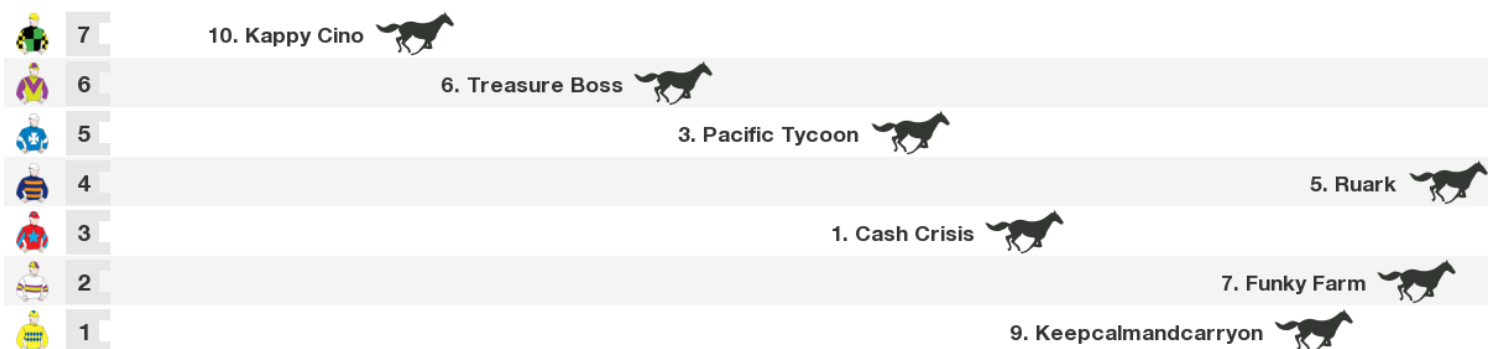 7 10. Kappy Cino
6 6. Treasure Boss
5 3. Pacific Tycoon
4 5. Ruark
3 1. Cash Crisis
2 7. Funky Farm
1 9. Keepcalmandcarryon